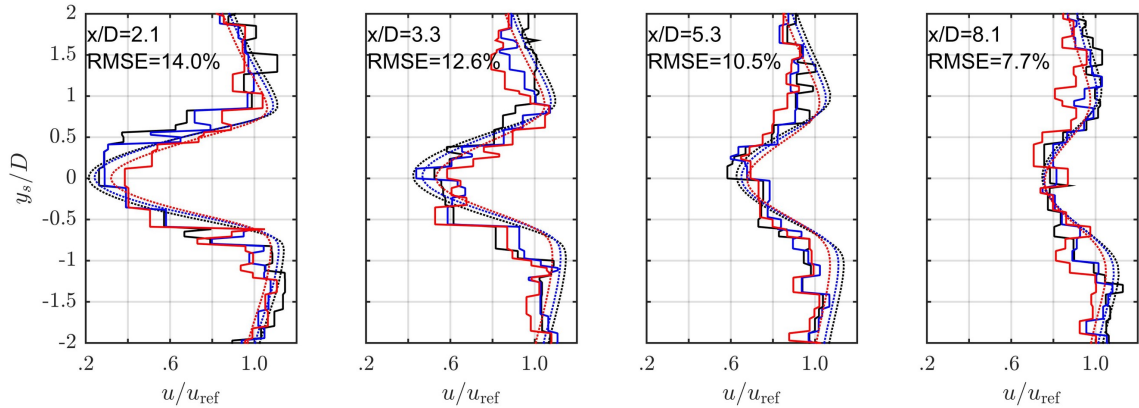 x/D=2.1
RMSE=14.0%
x/D=3.3
RMSE=12.6%
x/D=5.3
RMSE=10.5%
x/D=8.1
RMSE=7.7%
2
1.5
1
0.5
0
-0.5
-1
-1.5
-2
y_s/D
.2 .6 1.0
.2 .6 1.0
.2 .6 1.0
.2 .6 1.0
u/u_ref
u/u_ref
u/u_ref
u/u_ref